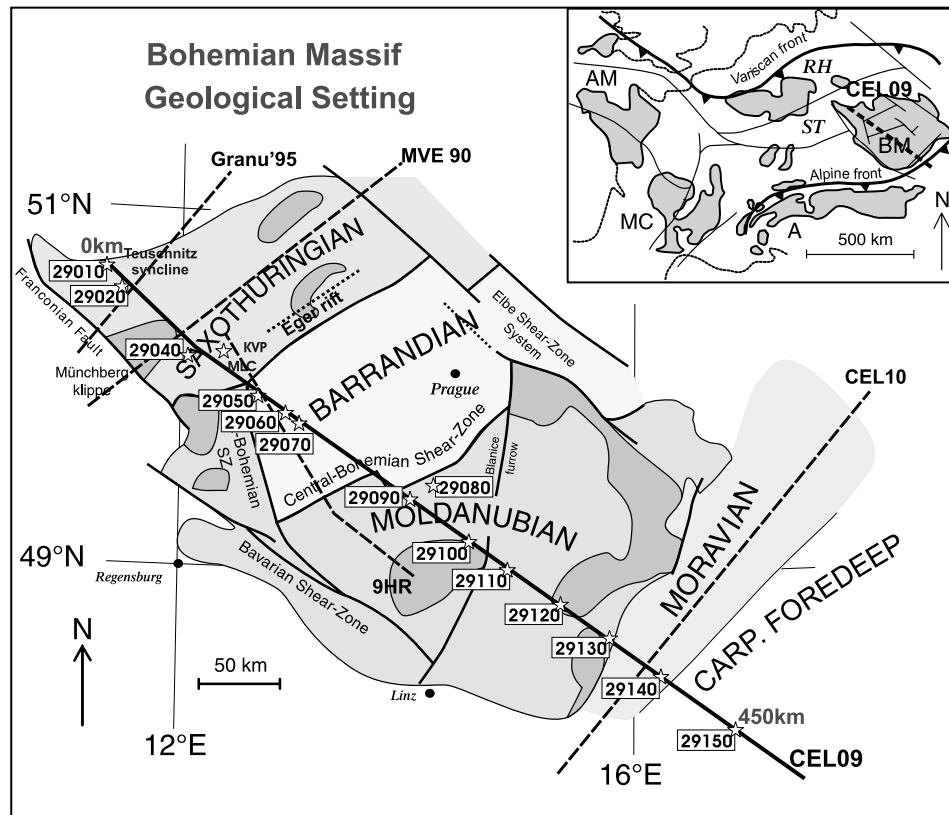 Bohemian Massif
Geological Setting
Variscan front
RH
AM
CEL09
ST
BM
Alpine front
MC
A
N
500 km
Granu'95
MVE 90
51°N
0km
Teuschnitz
syncline
29010
29020
Franconian Fault
SAXOTHURINGIAN
Eger rift
Elbe Shear-Zone
System
29040
KVP
MLC
Münchberg
klippe
BARRANDIAN
Prague
CEL10
29050
29060
29070
-Bohemian
SZ
Central-Bohemian Shear-Zone
Blanice
furrow
29080
29090
MOLDANUBIAN
49°N
Regensburg
Bavarian Shear-Zone
9HR
29100
29110
29120
29130
29140
29150
MORAVIAN
CARP. FOREDEEP
N
50 km
Linz
450km
12°E
16°E
CEL09